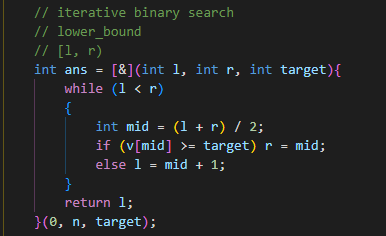 // iterative binary search
// lower_bound
// [l, r)
int ans = [&](int l, int r, int target){
    while (l < r)
    {
        int mid = (l + r) / 2;
        if (v[mid] >= target) r = mid;
        else l = mid + 1;
    }
    return l;
}(0, n, target);